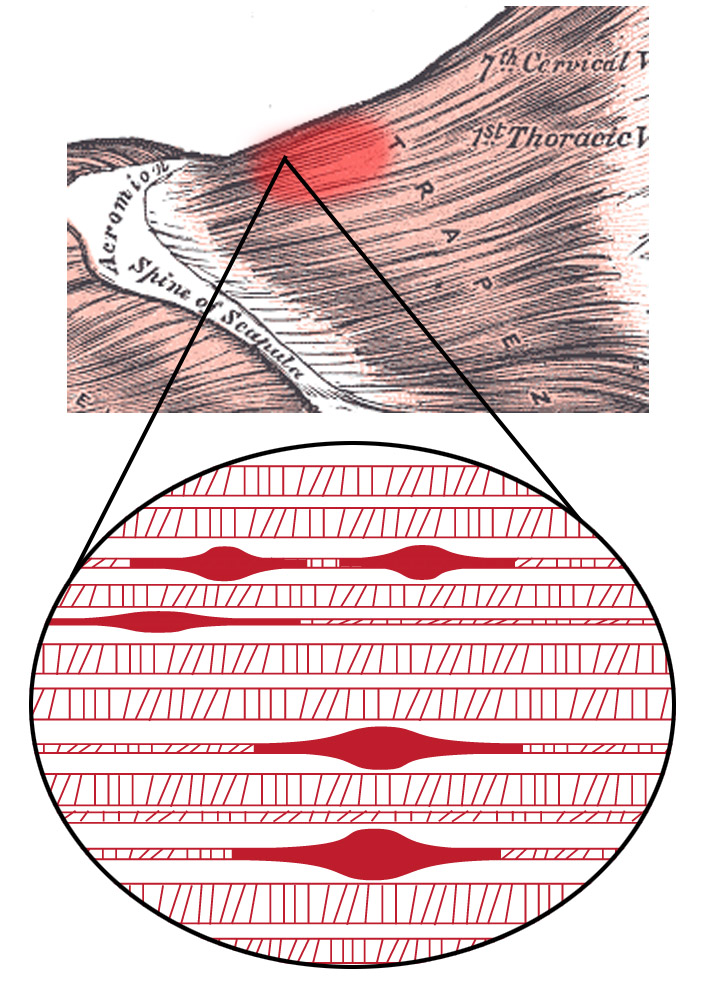 7th Cervical V
1st Thoracic V
Acromion
Spine of Scapula
T R A P E Z